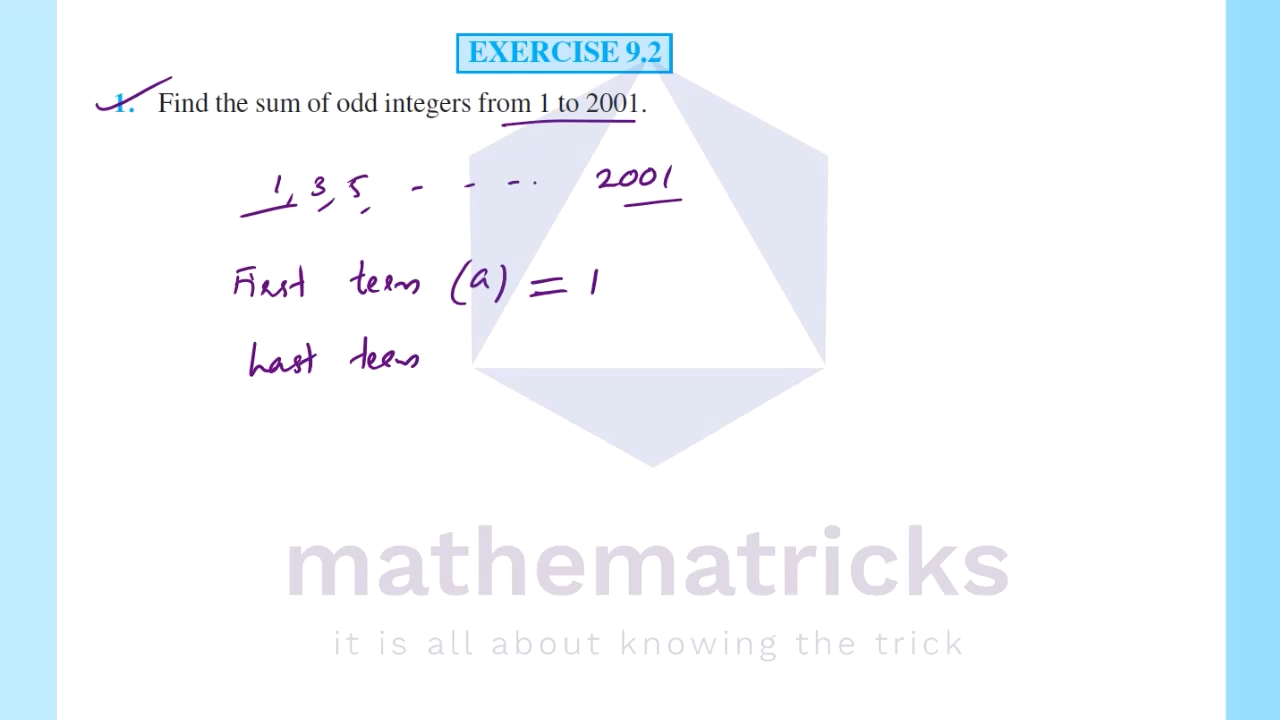 EXERCISE 9.2
1. Find the sum of odd integers from 1 to 2001.
1, 3, 5, - - - . 2001
First term (a) = 1
Last term
mathematricks
it is all about knowing the trick